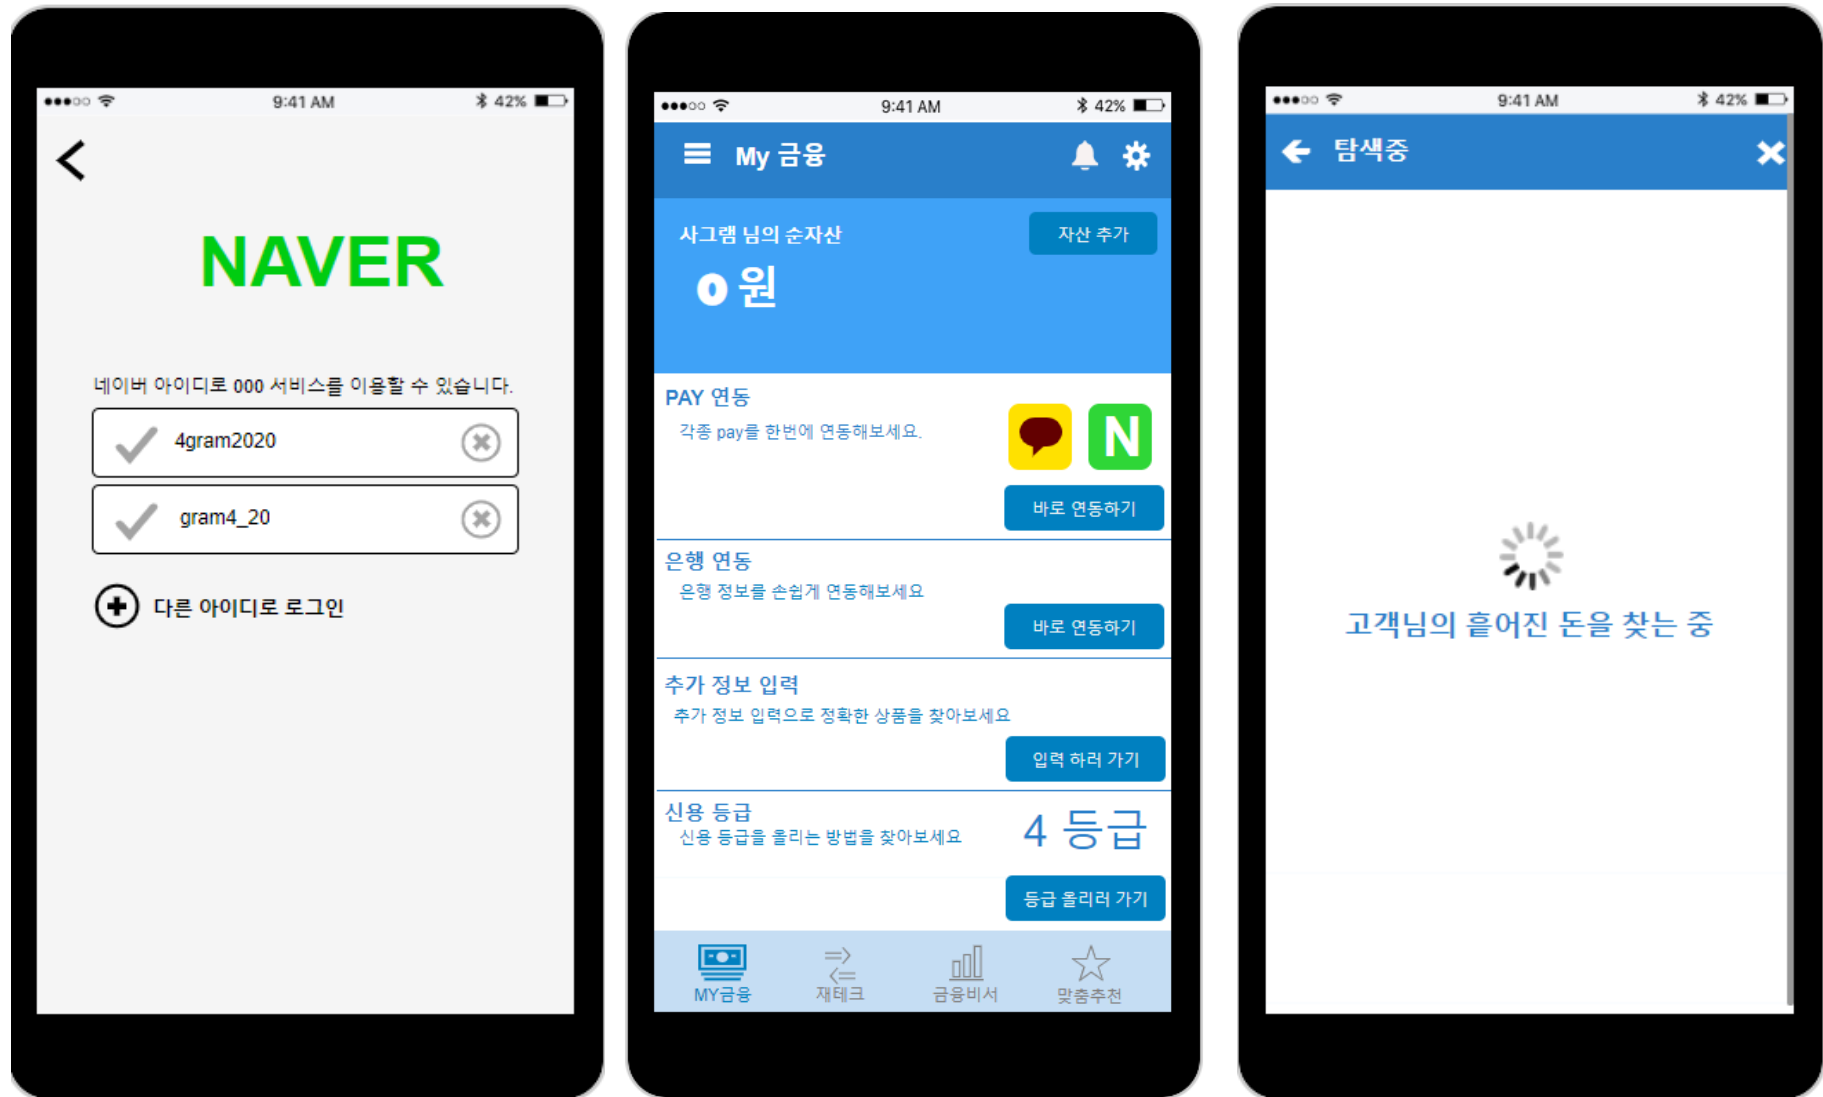 9:41 AM
42%
NAVER
네이버 아이디로 000 서비스를 이용할 수 있습니다.
4gram2020
gram4_20
다른 아이디로 로그인
9:41 AM
42%
My 금융
사그램 님의 순자산
자산 추가
0 원
PAY 연동
각종 pay를 한번에 연동해보세요.
N
바로 연동하기
은행 연동
은행 정보를 손쉽게 연동해보세요
바로 연동하기
추가 정보 입력
추가 정보 입력으로 정확한 상품을 찾아보세요
입력 하러 가기
신용 등급
신용 등급을 올리는 방법을 찾아보세요
4 등급
등급 올리러 가기
MY금융
재테크
금융비서
맞춤추천
9:41 AM
42%
탐색중
고객님의 흩어진 돈을 찾는 중